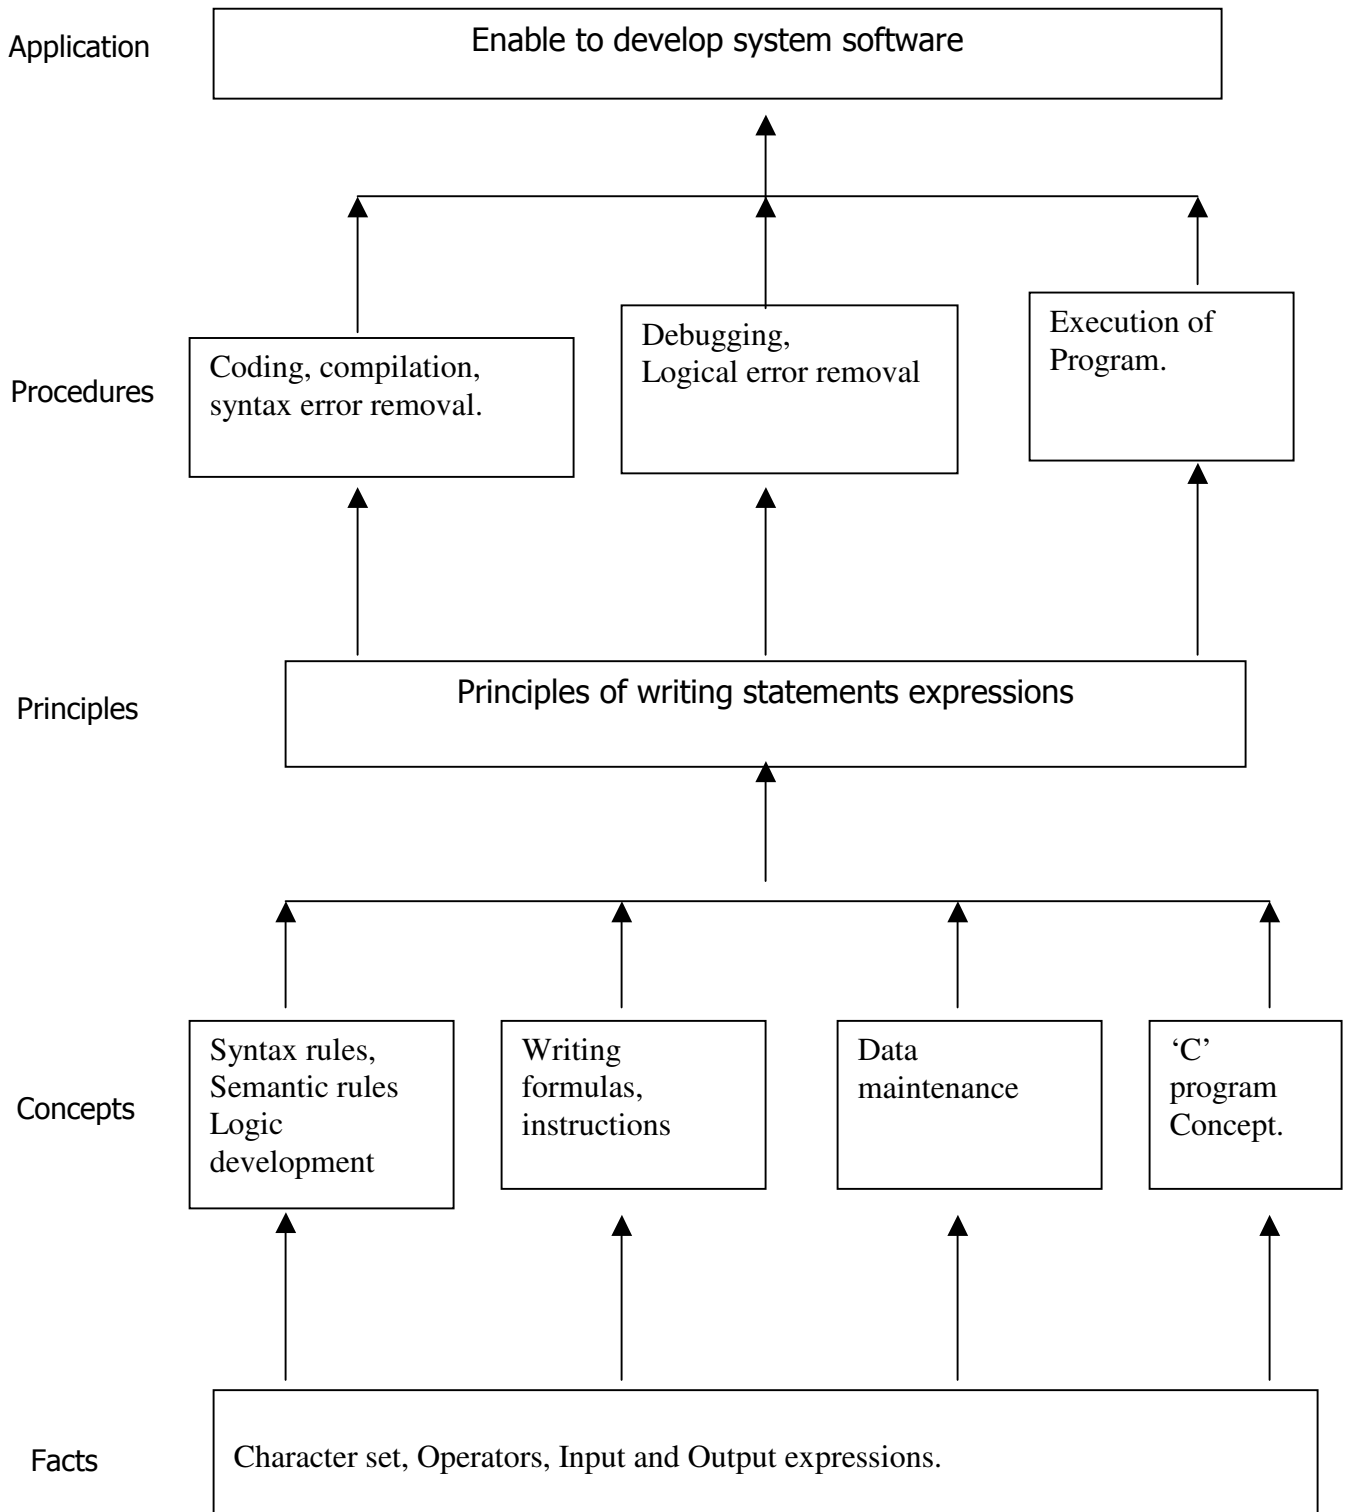 Application
Enable to develop system software
Procedures
Coding, compilation,
syntax error removal.
Debugging,
Logical error removal
Execution of
Program.
Principles
Principles of writing statements expressions
Concepts
Syntax rules,
Semantic rules
Logic
development
Writing
formulas,
instructions
Data
maintenance
‘C’
program
Concept.
Facts
Character set, Operators, Input and Output expressions.